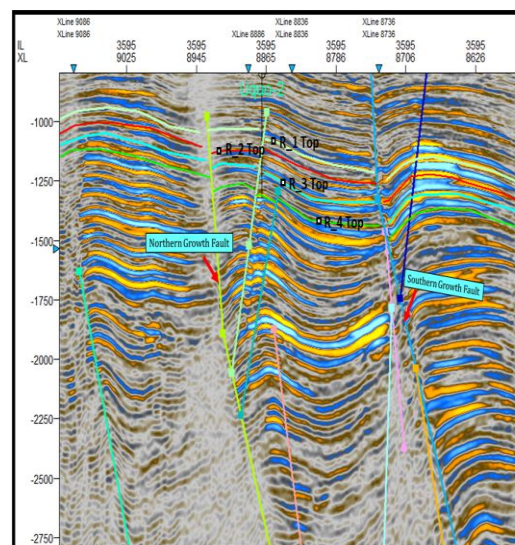 XLine 9086 XLine 8836 XLine 8736
XLine 9086 XLine 8886 XLine 8836 XLine 8736
IL 3595 3595 3595 3595 3595 3595
XL 9025 8945 8865 8786 8706 8626
-1000
R_1 Top
R_2 Top
-1250
R_3 Top
R_4 Top
-1500
Northern Growth Fault
Southern Growth Fault
-1750
-2000
-2250
-2500
-2750